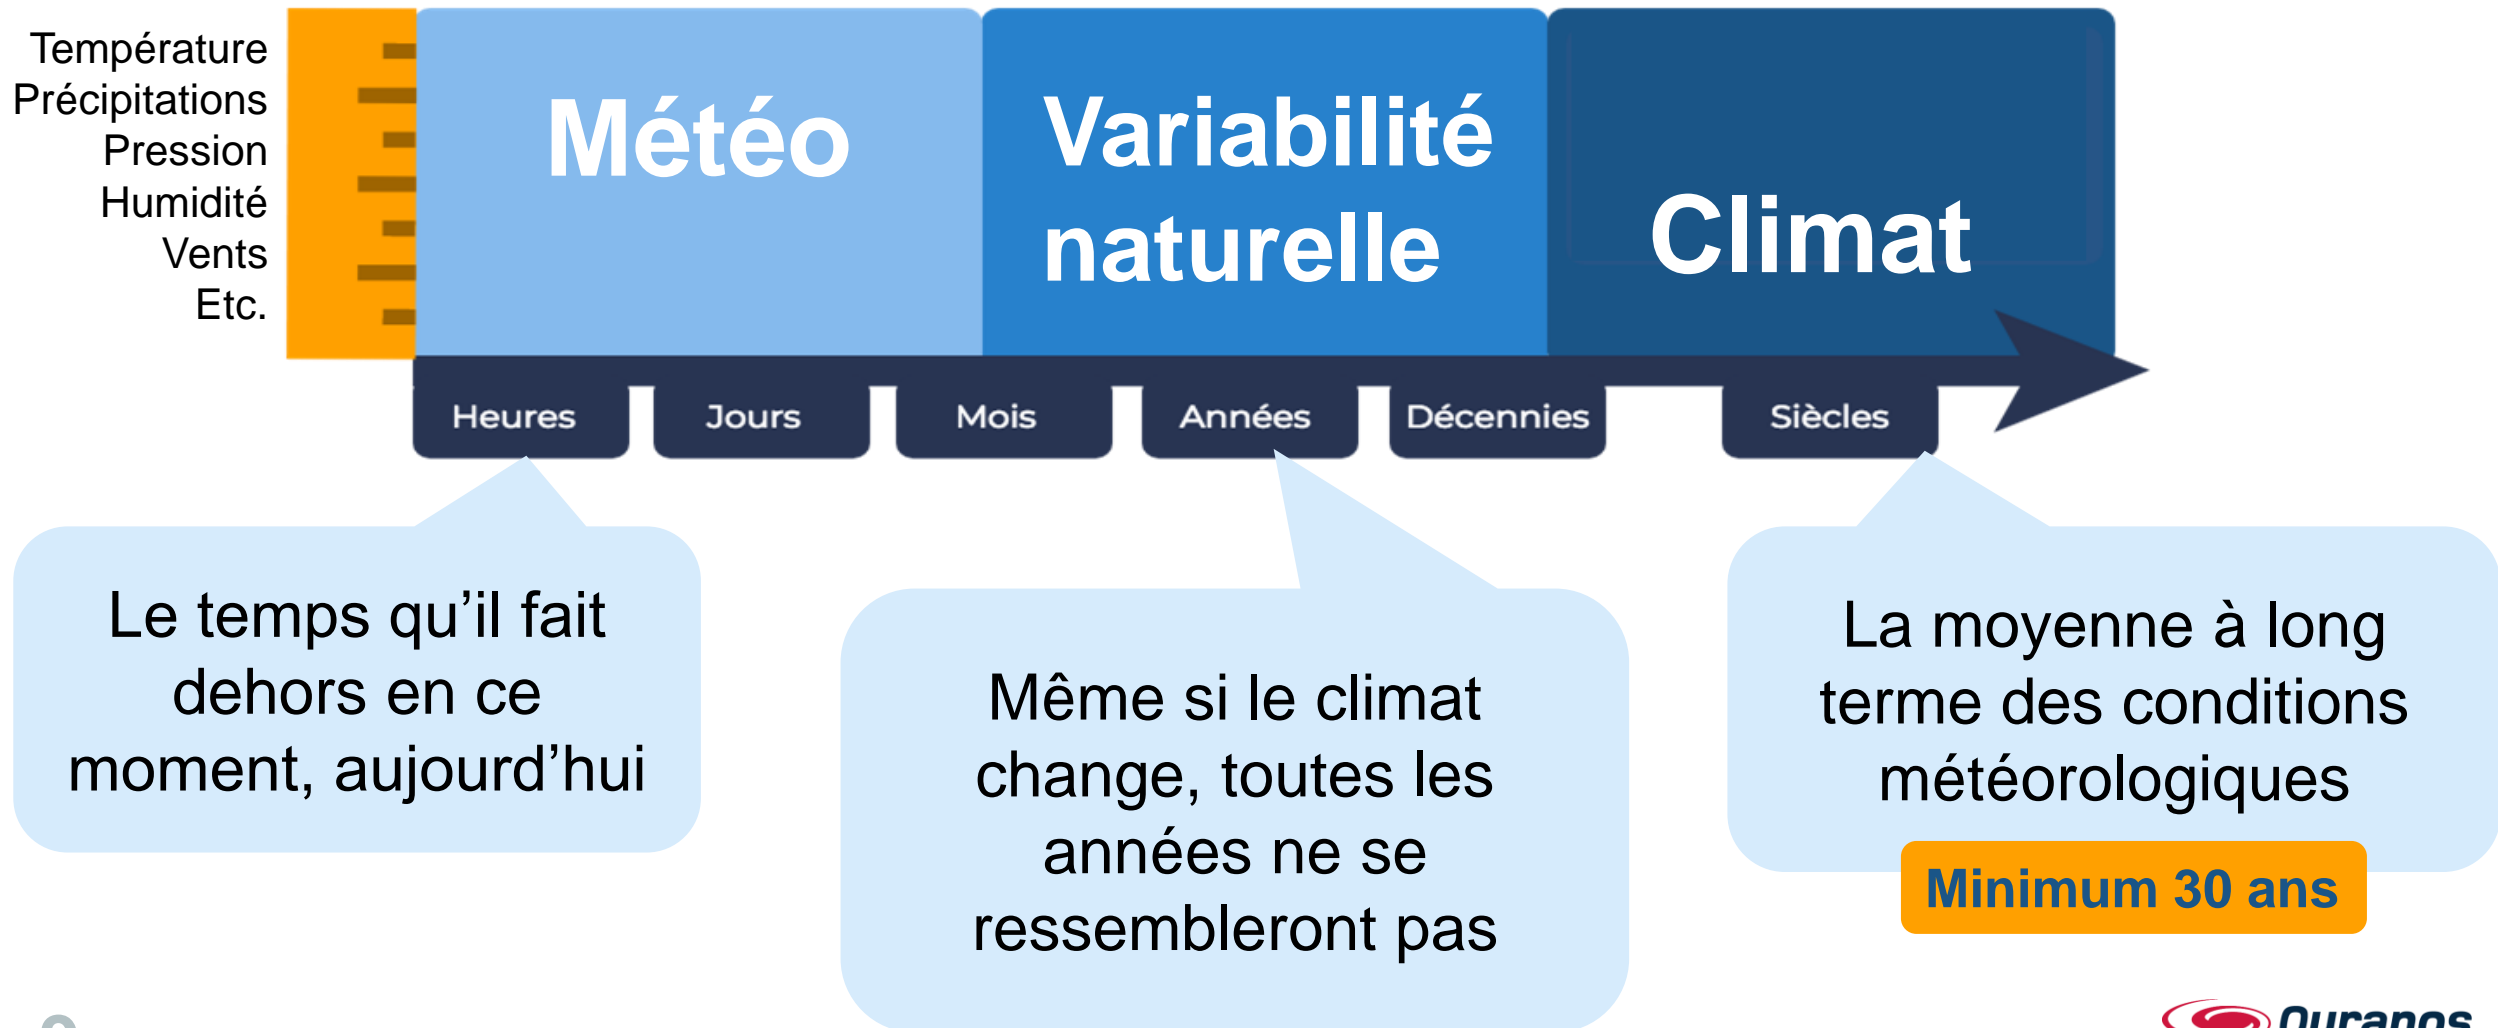 Température
Précipitations
Pression
Humidité
Vents
Etc.
Météo
Variabilité
naturelle
Climat
Heures
Jours
Mois
Années
Décennies
Siècles
Le temps qu’il fait
dehors en ce
moment, aujourd’hui
Même si le climat
change, toutes les
années ne se
ressembleront pas
La moyenne à long
terme des conditions
météorologiques
Minimum 30 ans
Ouranos